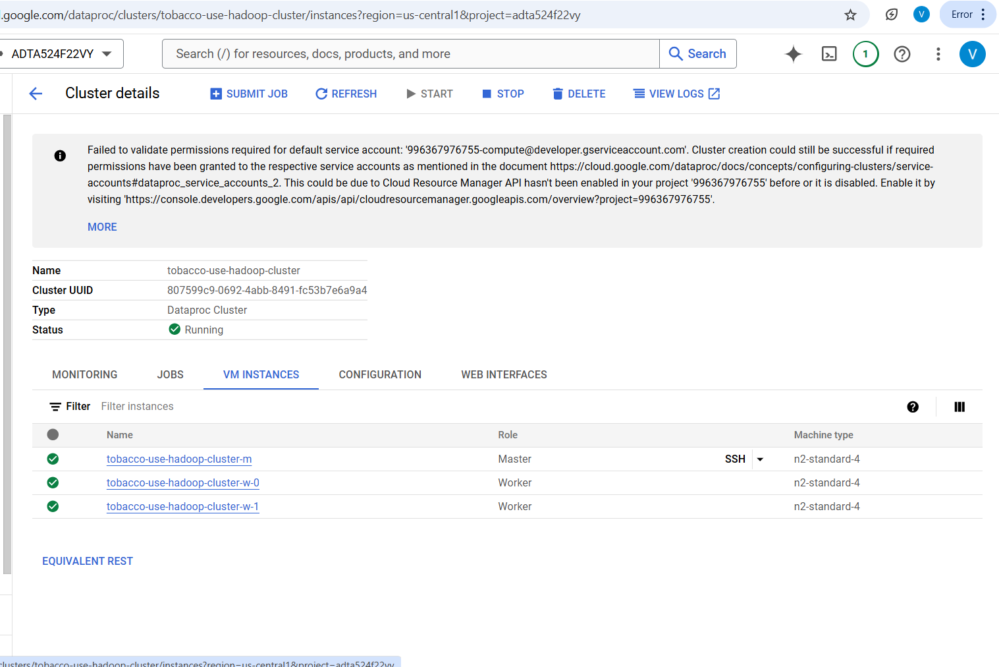 .google.com/dataproc/clusters/tobacco-use-hadoop-cluster/instances?region=us-central1&project=adta524f22vy
V
Error
ADTA524F22VY
Search (/) for resources, docs, products, and more
Search
1
V
Cluster details
SUBMIT JOB
REFRESH
START
STOP
DELETE
VIEW LOGS
Failed to validate permissions required for default service account: '996367976755-compute@developer.gserviceaccount.com'. Cluster creation could still be successful if required
permissions have been granted to the respective service accounts as mentioned in the document https://cloud.google.com/dataproc/docs/concepts/configuring-clusters/service-
accounts#dataproc_service_accounts_2. This could be due to Cloud Resource Manager API hasn't been enabled in your project '996367976755' before or it is disabled. Enable it by
visiting 'https://console.developers.google.com/apis/api/cloudresourcemanager.googleapis.com/overview?project=996367976755'.
MORE
Name tobacco-use-hadoop-cluster
Cluster UUID 807599c9-0692-4abb-8491-fc53b7e6a9a4
Type Dataproc Cluster
Status Running
MONITORING JOBS VM INSTANCES CONFIGURATION WEB INTERFACES
Filter Filter instances
Name Role Machine type
tobacco-use-hadoop-cluster-m Master SSH n2-standard-4
tobacco-use-hadoop-cluster-w-0 Worker n2-standard-4
tobacco-use-hadoop-cluster-w-1 Worker n2-standard-4
EQUIVALENT REST
clusters/tobacco-use-hadoop-cluster/instances?region=us-central1&project=adta524f22vy